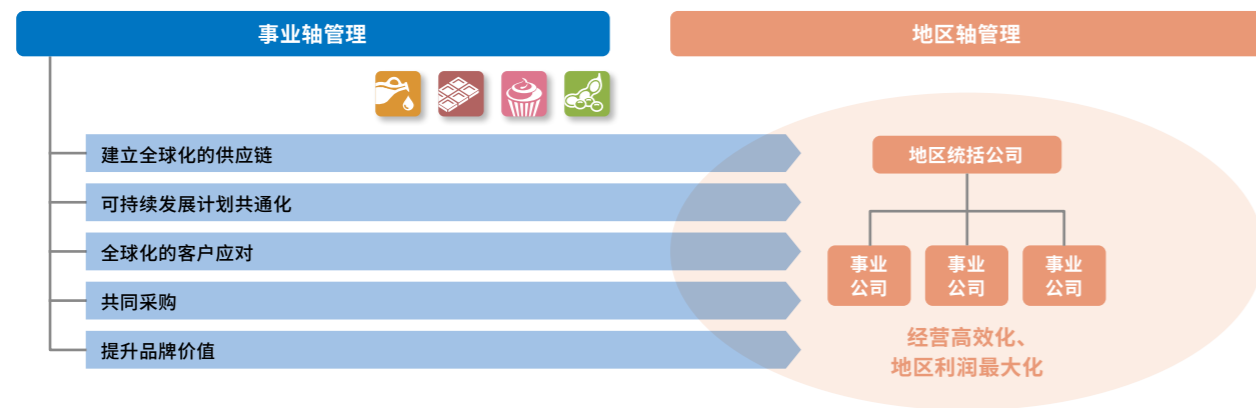 事业轴管理
地区轴管理
建立全球化的供应链
可持续发展计划共通化
全球化的客户应对
共同采购
提升品牌价值
地区统括公司
事业
公司
事业
公司
事业
公司
经营高效化、
地区利润最大化